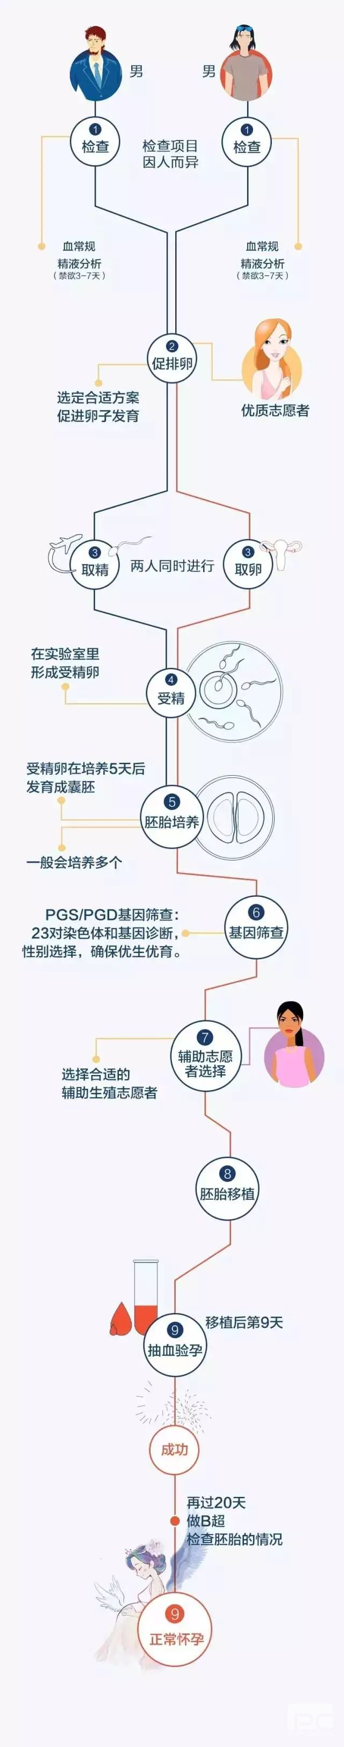 男
男
1
检查
检查项目
因人而异
1
检查
血常规
精液分析
（禁欲3-7天）
血常规
精液分析
（禁欲3-7天）
2
促排卵
选定合适方案
促进卵子发育
优质志愿者
3
取精
两人同时进行
3
取卵
在实验室里
形成受精卵
4
受精
受精卵在培养5天后
发育成囊胚
5
胚胎培养
一般会培养多个
PGS/PGD基因筛查：
23对染色体和基因诊断，
性别选择，确保优生优育。
6
基因筛查
7
辅助志愿
者选择
选择合适的
辅助生殖志愿者
8
胚胎移植
移植后第9天
9
抽血验孕
成功
再过20天
做B超
检查胚胎的情况
9
正常怀孕